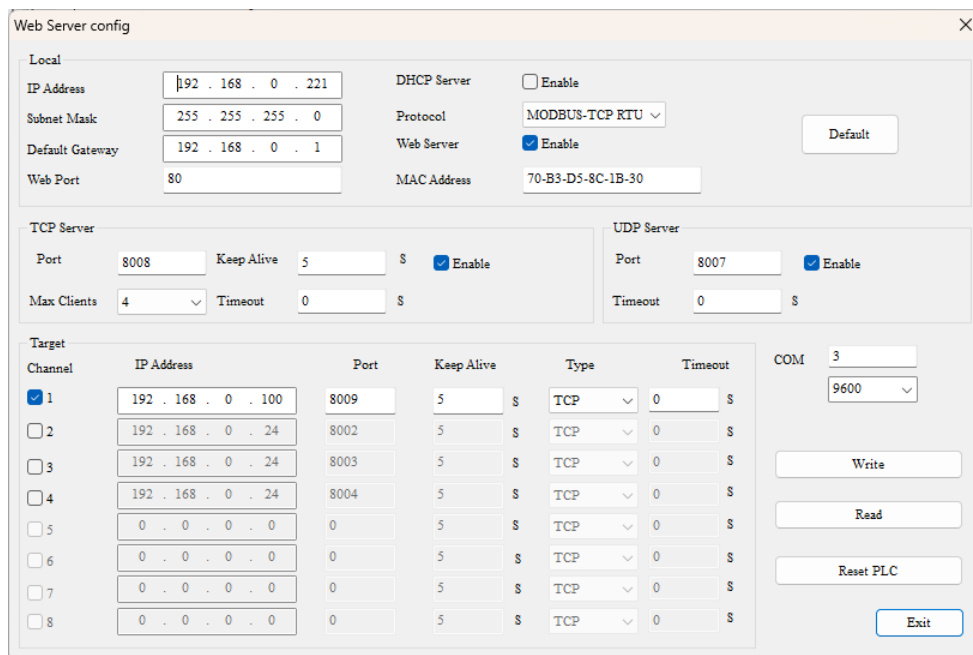 Web Server config
Local
IP Address 192 . 168 . 0 . 221 DHCP Server Enable
Subnet Mask 255 . 255 . 255 . 0 Protocol MODBUS-TCP RTU
Default Gateway 192 . 168 . 0 . 1 Web Server Enable Default
Web Port 80 MAC Address 70-B3-D5-8C-1B-30
TCP Server UDP Server
Port 8008 Keep Alive 5 S Enable Port 8007 Enable
Max Clients 4 Timeout 0 S Timeout 0 S
Target
Channel IP Address Port Keep Alive Type Timeout COM 3
1 192 . 168 . 0 . 100 8009 5 S TCP 0 S 9600
2 192 . 168 . 0 . 24 8002 5 S TCP 0 S
3 192 . 168 . 0 . 24 8003 5 S TCP 0 S Write
4 192 . 168 . 0 . 24 8004 5 S TCP 0 S
5 0 . 0 . 0 . 0 0 5 S TCP 0 S Read
6 0 . 0 . 0 . 0 0 5 S TCP 0 S Reset PLC
7 0 . 0 . 0 . 0 0 5 S TCP 0 S
8 0 . 0 . 0 . 0 0 5 S TCP 0 S Exit